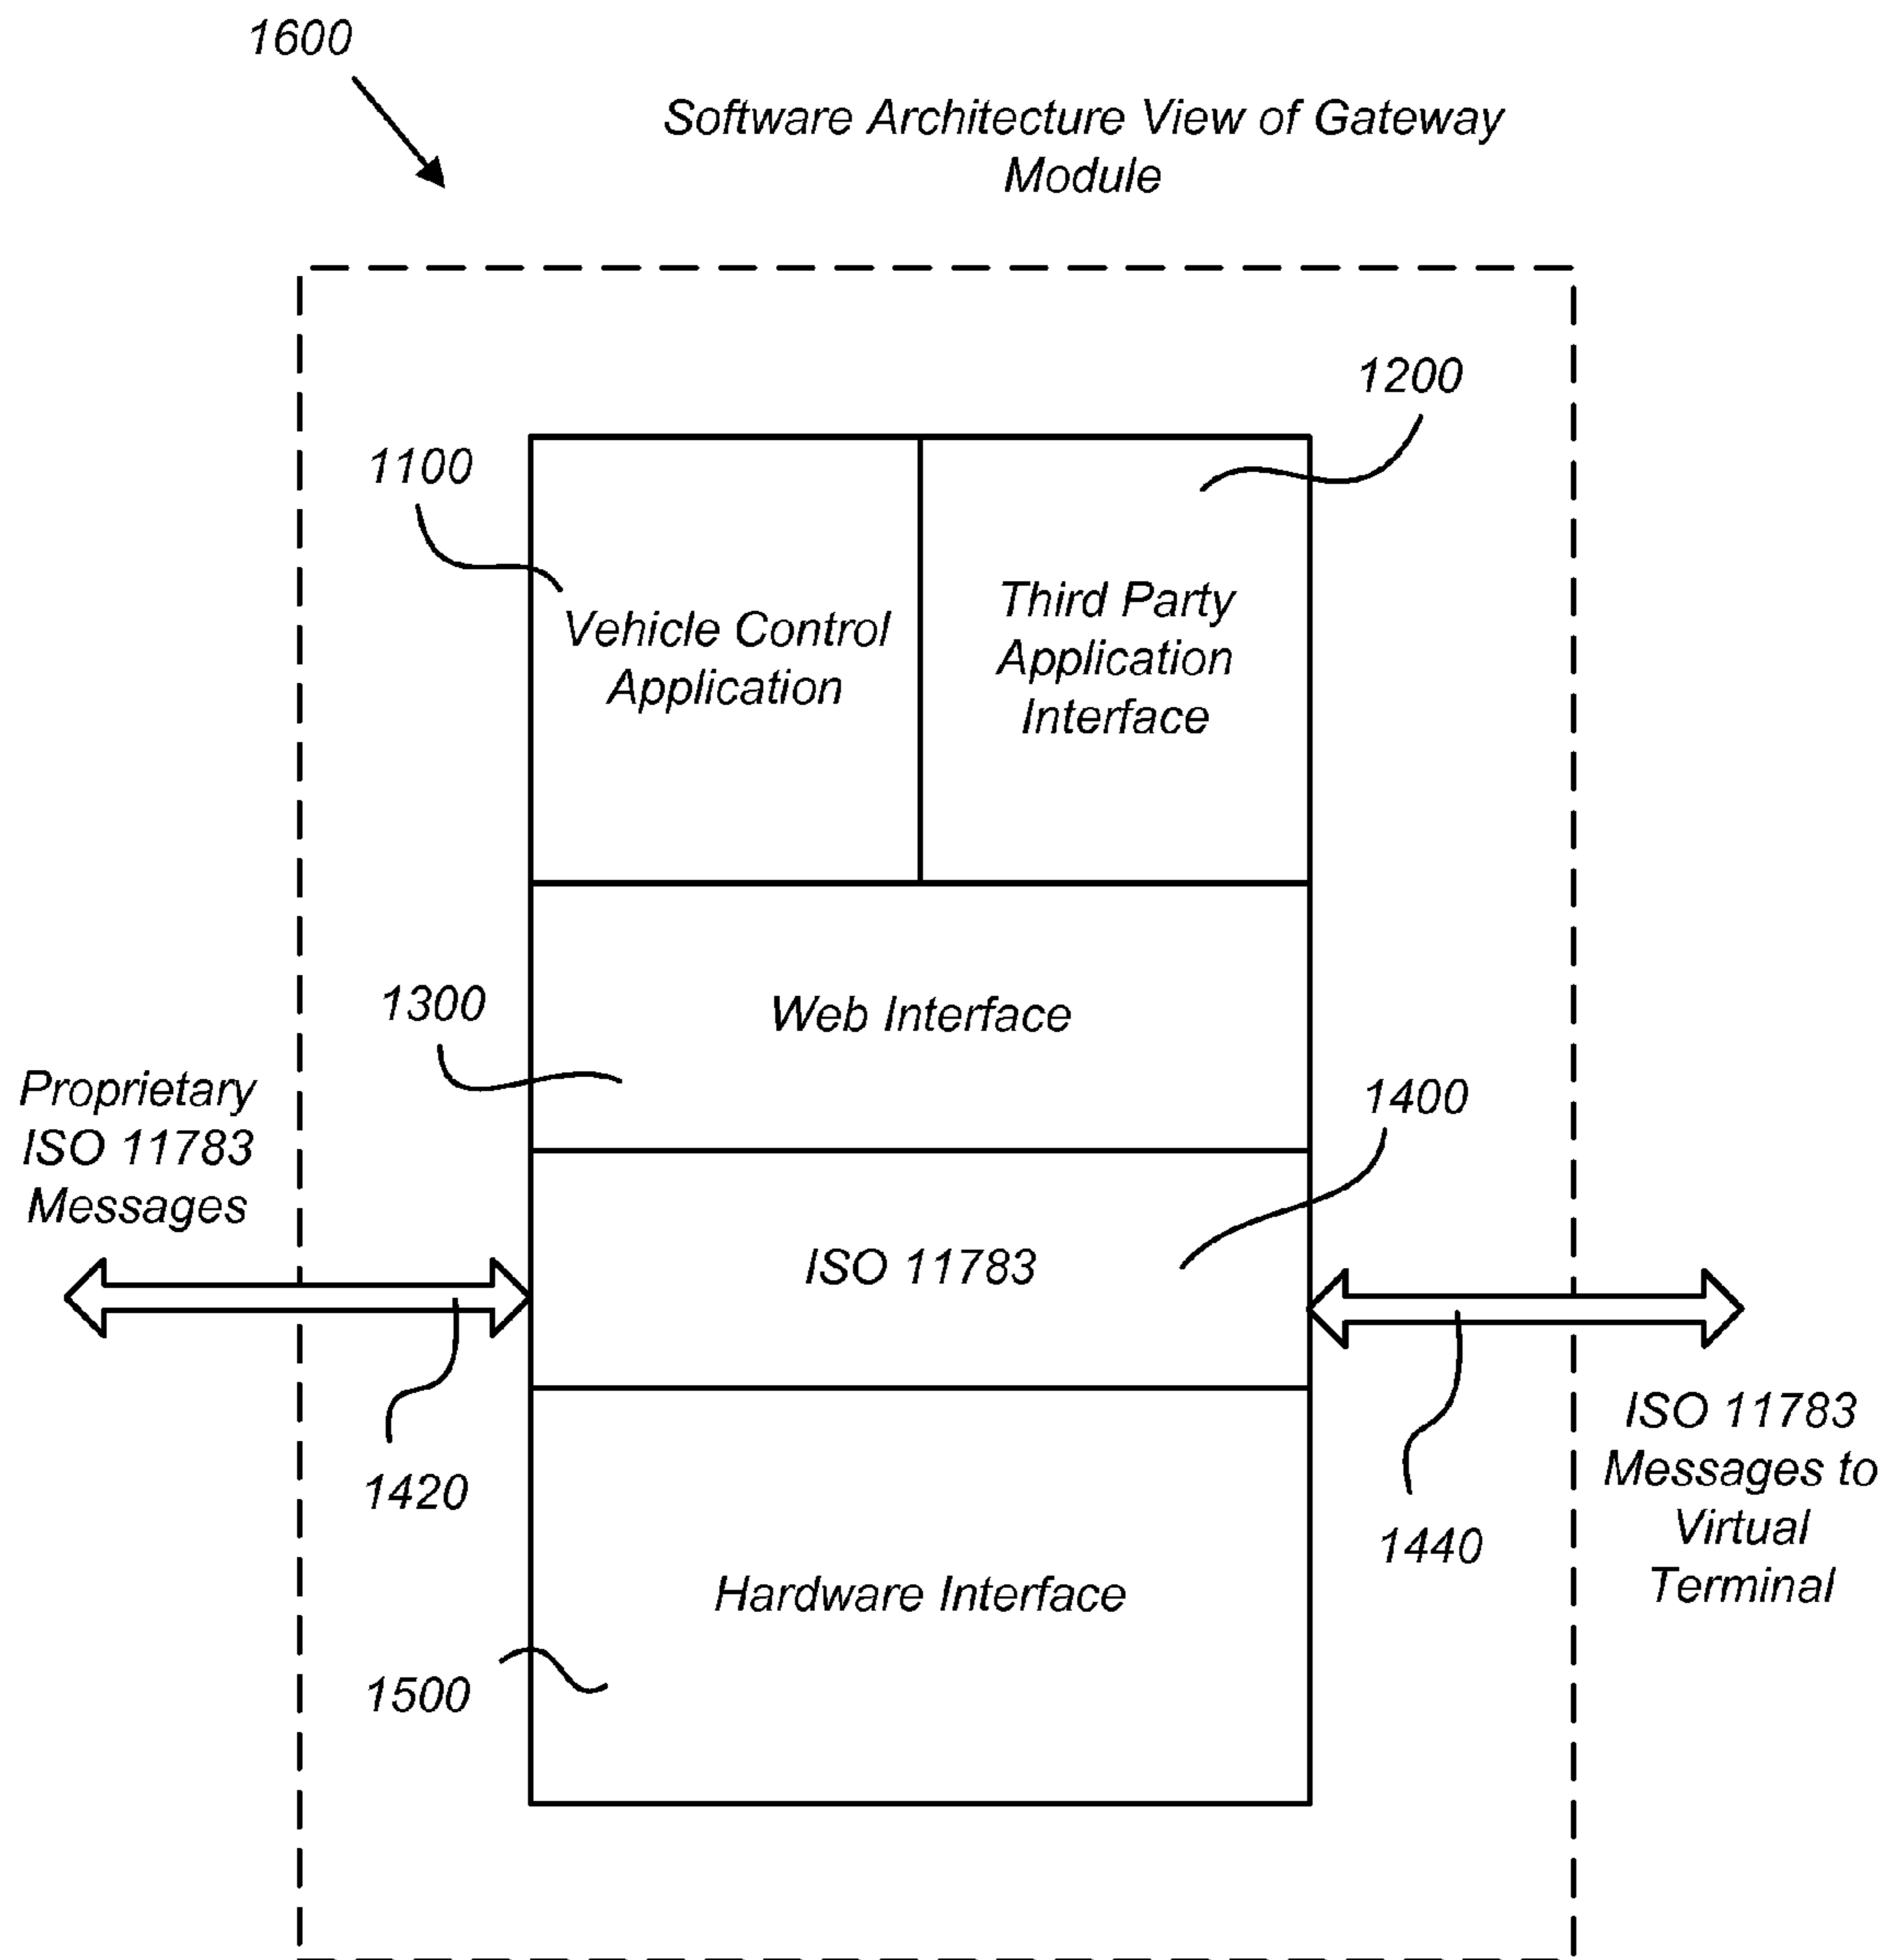 1600
Software Architecture View of Gateway
Module
1200
1100
Third Party
Application
Interface
Vehicle Control
Application
1300
Web Interface
Proprietary
ISO 11783
Messages
1400
ISO 11783
1420
ISO 11783
Messages to
Virtual
Terminal
1440
Hardware Interface
1500